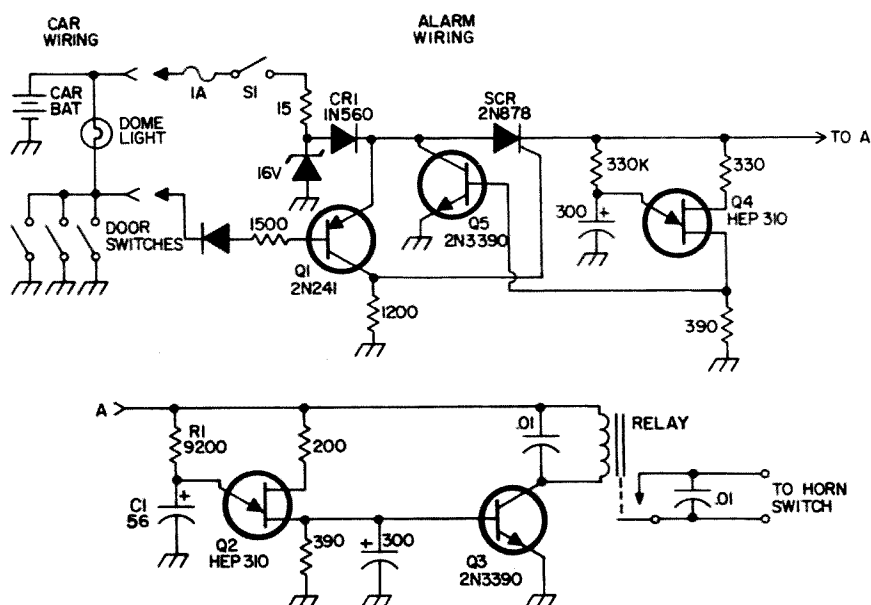 CAR
WIRING
ALARM
WIRING
CAR
BAT
1A
S1
15
CR1
1N560
SCR
2N878
TO A
DOME
LIGHT
16V
330K
330
Q4
HEP 310
300
+
Q5
2N3390
DOOR
SWITCHES
1500
Q1
2N241
1200
390
A
R1
9200
200
.01
RELAY
C1
56
+
Q2
HEP 310
390
+
300
Q3
2N3390
.01
TO HORN
SWITCH